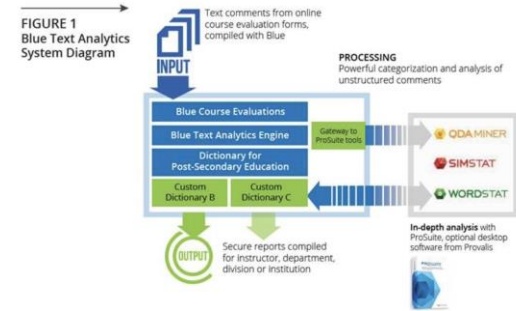 FIGURE 1
Blue Text Analytics
System Diagram
Text comments from online
course evaluation forms,
compiled with Blue
INPUT
PROCESSING
Powerful categorization and analysis of
unstructured comments
Blue Course Evaluations
Blue Text Analytics Engine
Gateway to
ProSuite tools
Dictionary for
Post-Secondary Education
Custom
Dictionary B
Custom
Dictionary C
QDA MINER
SIMSTAT
WORDSTAT
OUTPUT
Secure reports compiled
for instructor, department,
division or institution
In-depth analysis with
ProSuite, optional desktop
software from Provalis